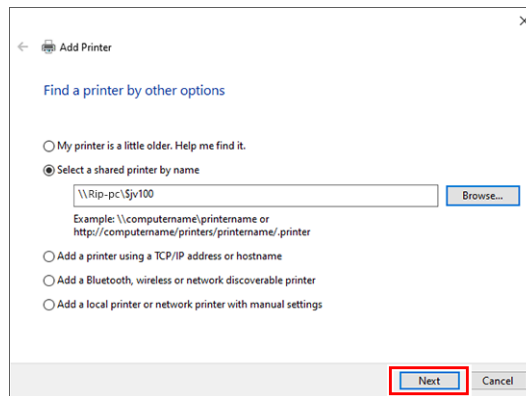 Add Printer
Find a printer by other options
My printer is a little older. Help me find it.
Select a shared printer by name
\\Rip-pc\$jv100
Browse...
Example: \\computername\printername or
http://computername/printers/printername/.printer
Add a printer using a TCP/IP address or hostname
Add a Bluetooth, wireless or network discoverable printer
Add a local printer or network printer with manual settings
Next
Cancel